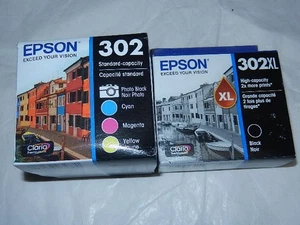 EPSON
EXCEED YOUR VISION
302
Standard-capacity
Capacité standard
Photo Black
Noir Photo
Cyan
Magenta
Yellow
Claria
EPSON
EXCEED YOUR VISION
302XL
High-capacity
2x more prints
Grande capacité
2 fois plus de
tirages
XL
Black
Noir
Claria